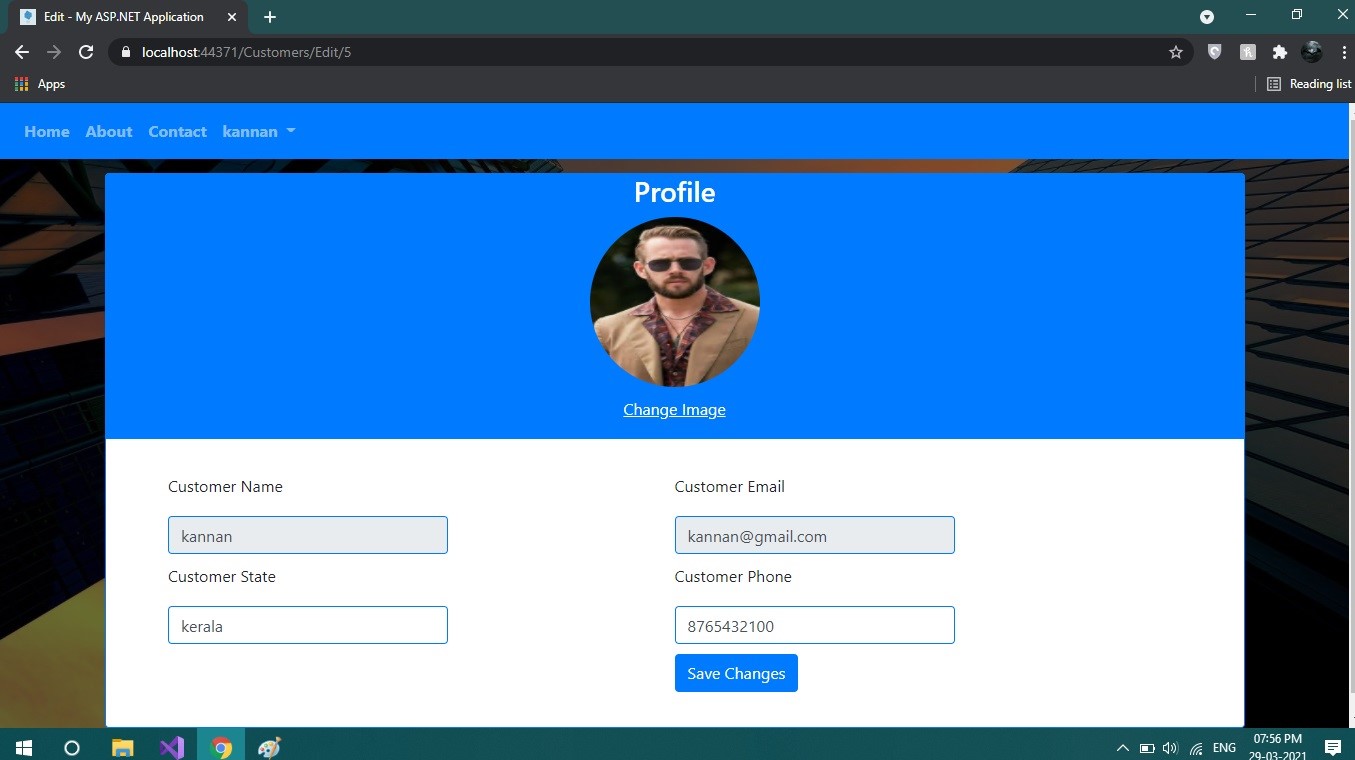 Edit - My ASP.NET Application
localhost:44371/Customers/Edit/5
Apps
Reading list
Home About Contact kannan
Profile
Change Image
Customer Name Customer Email
kannan kannan@gmail.com
Customer State Customer Phone
kerala 8765432100
Save Changes
ENG
07:56 PM
29-03-2021